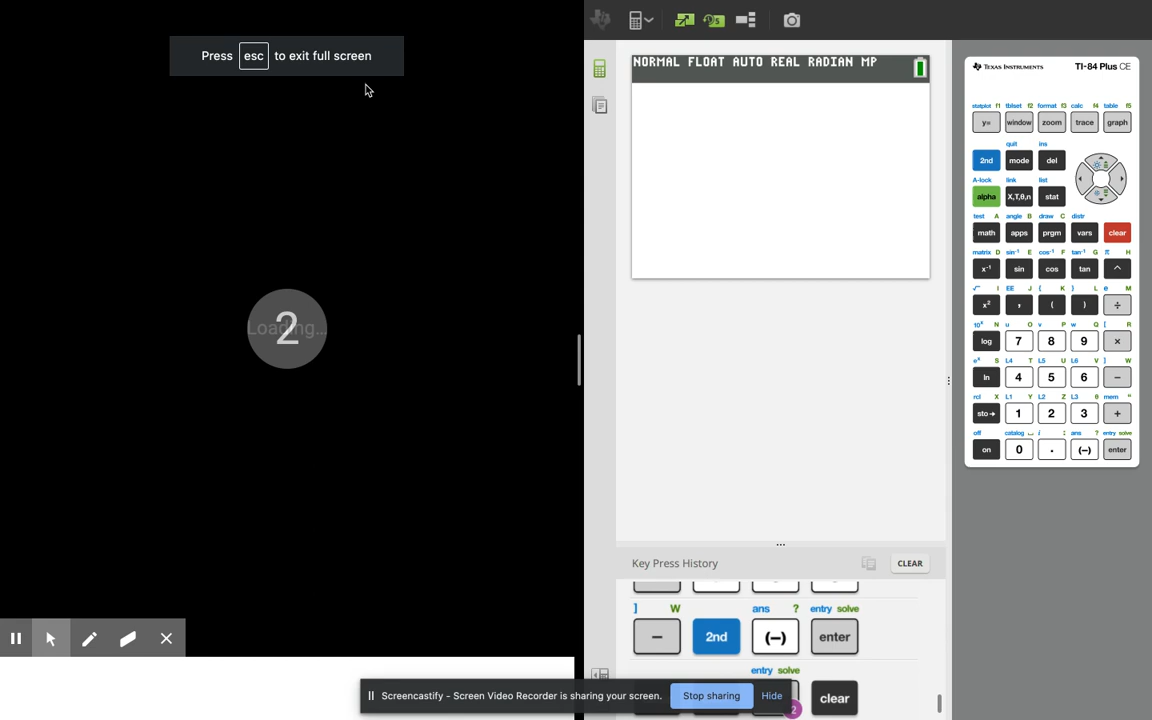 Press esc to exit full screen
Loading...
2
NORMAL FLOAT AUTO REAL RADIAN MP
TEXAS INSTRUMENTS TI-84 Plus CE
statplot f1 tblset f2 format f3 calc f4 table f5
y= window zoom trace graph
quit ins
2nd mode del
A-lock link list
alpha X,T,θ,n stat
test A angle B draw C distr
math apps prgm vars clear
matrix D sin⁻¹ E cos⁻¹ F tan⁻¹ G π H
x⁻¹ sin cos tan ^
√ I EE J { K } L e M
x² , ( ) ÷
10ˣ N u O v P w Q [ R
log 7 8 9 ×
eˣ S L4 T L5 U L6 V ] W
ln 4 5 6 −
rcl X L1 Y L2 Z L3 θ mem "
sto→ 1 2 3 +
off catalog i : ans ? entry solve
on 0 . (−) enter
Key Press History
CLEAR
] W ans ? entry solve
− 2nd (−) enter
entry solve
2 clear
Screencastify - Screen Video Recorder is sharing your screen. Stop sharing Hide